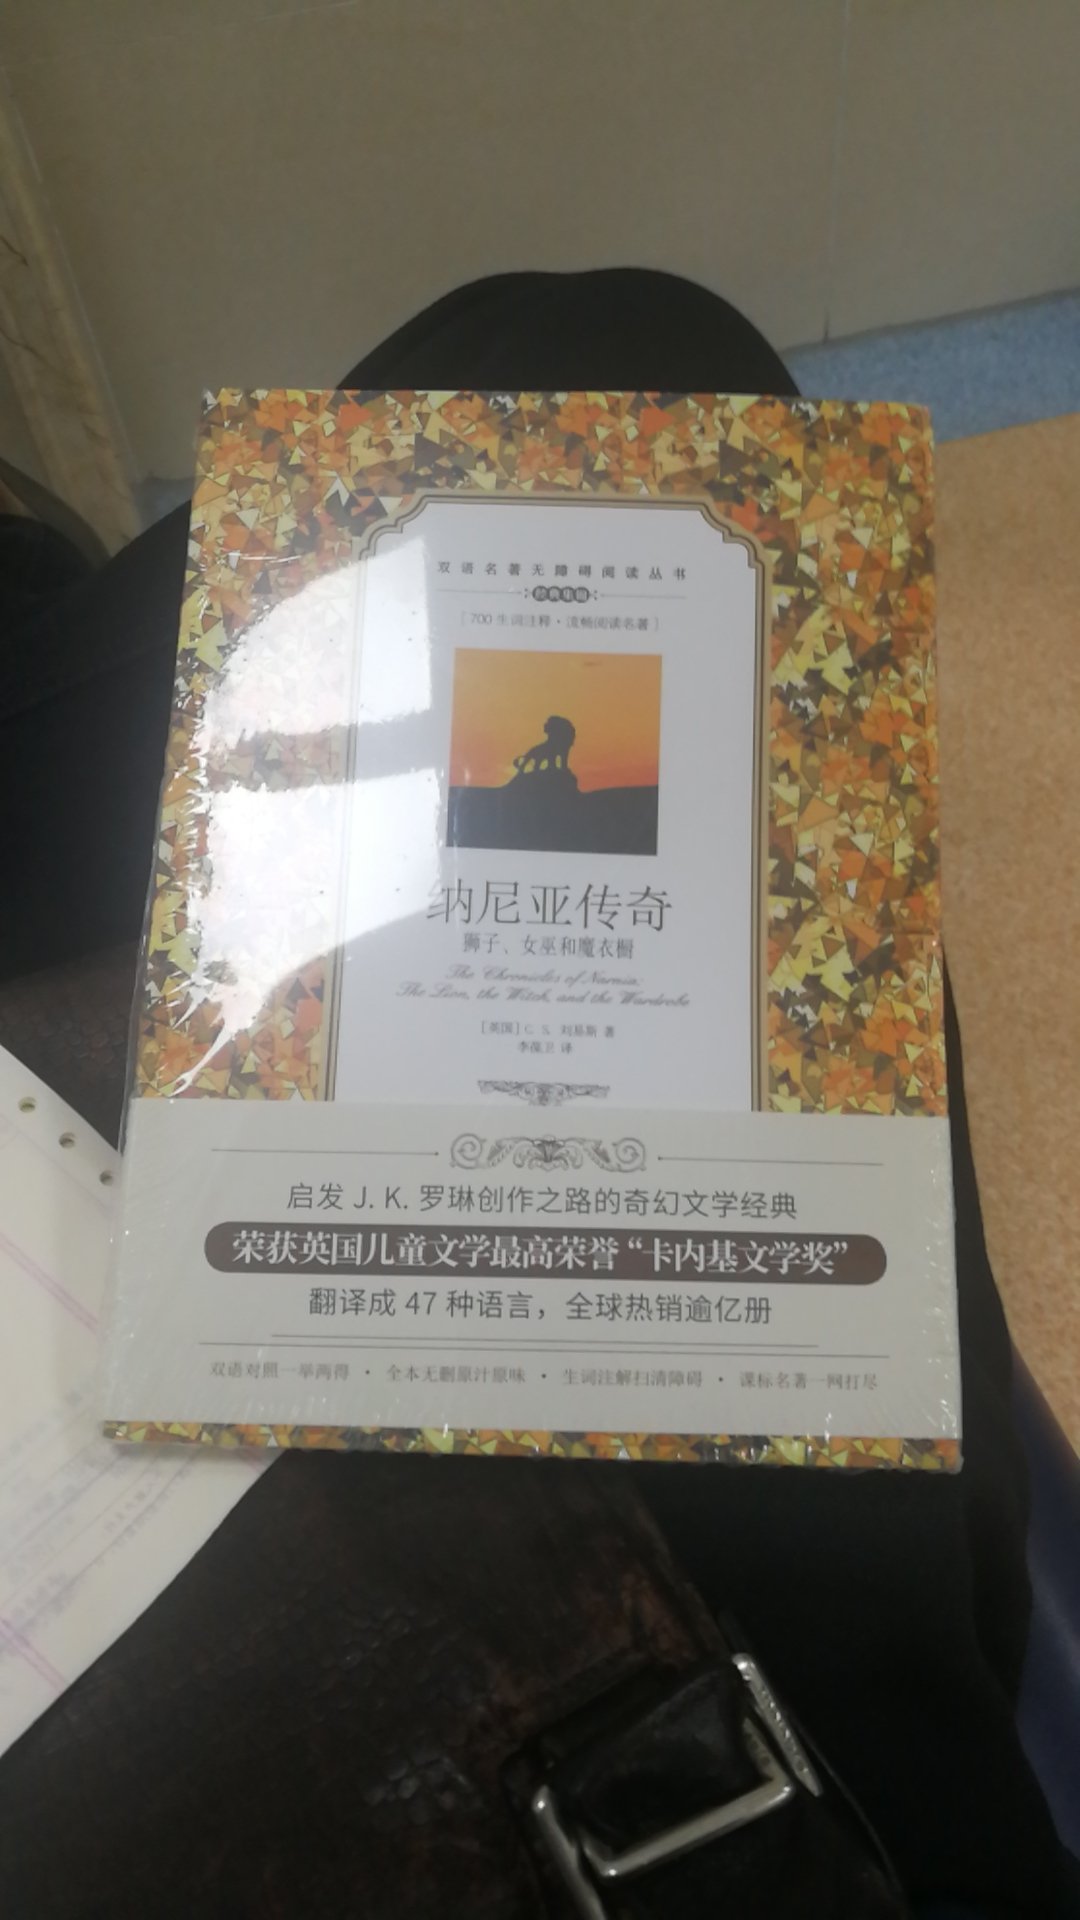 双语名著无障碍阅读丛书
经典集辑
[700 生词注释·流畅阅读名著]
纳尼亚传奇
狮子、女巫和魔衣橱
The Chronicles of Narnia:
The Lion, the Witch, and the Wardrobe
[英国] C. S. 刘易斯 著
李葆卫 译
启发 J. K. 罗琳创作之路的奇幻文学经典
荣获英国儿童文学最高荣誉“卡内基文学奖”
翻译成 47 种语言，全球热销逾亿册
双语对照一举两得 · 全本无删原汁原味 · 生词注解扫清障碍 · 课标名著一网打尽